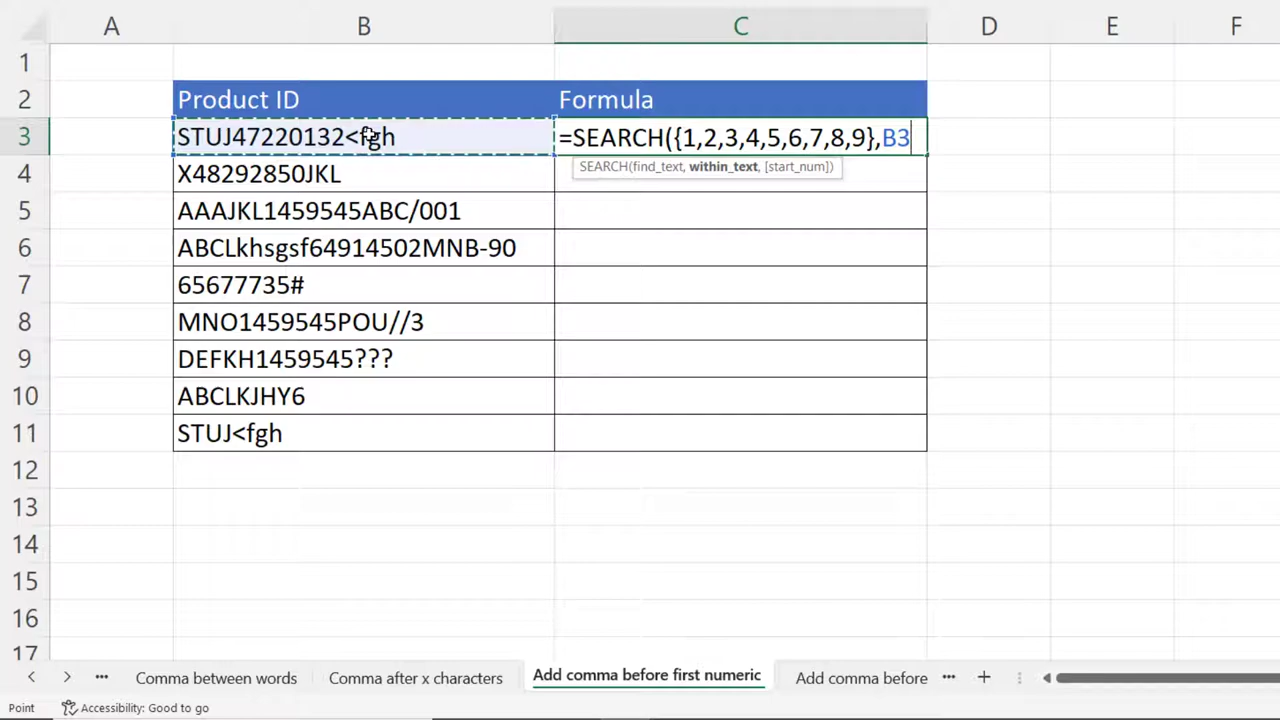 A B C D E F
1
2 Product ID Formula
3 STUJ47220132<fgh =SEARCH({1,2,3,4,5,6,7,8,9},B3
SEARCH(find_text, within_text, [start_num])
4 X48292850JKL
5 AAAJKL1459545ABC/001
6 ABCLkhsgsf64914502MNB-90
7 65677735#
8 MNO1459545POU//3
9 DEFKH1459545???
10 ABCLKJHY6
11 STUJ<fgh
12
13
14
15
16
17
... Comma between words Comma after x characters Add comma before first numeric Add comma before ... +
Point Accessibility: Good to go